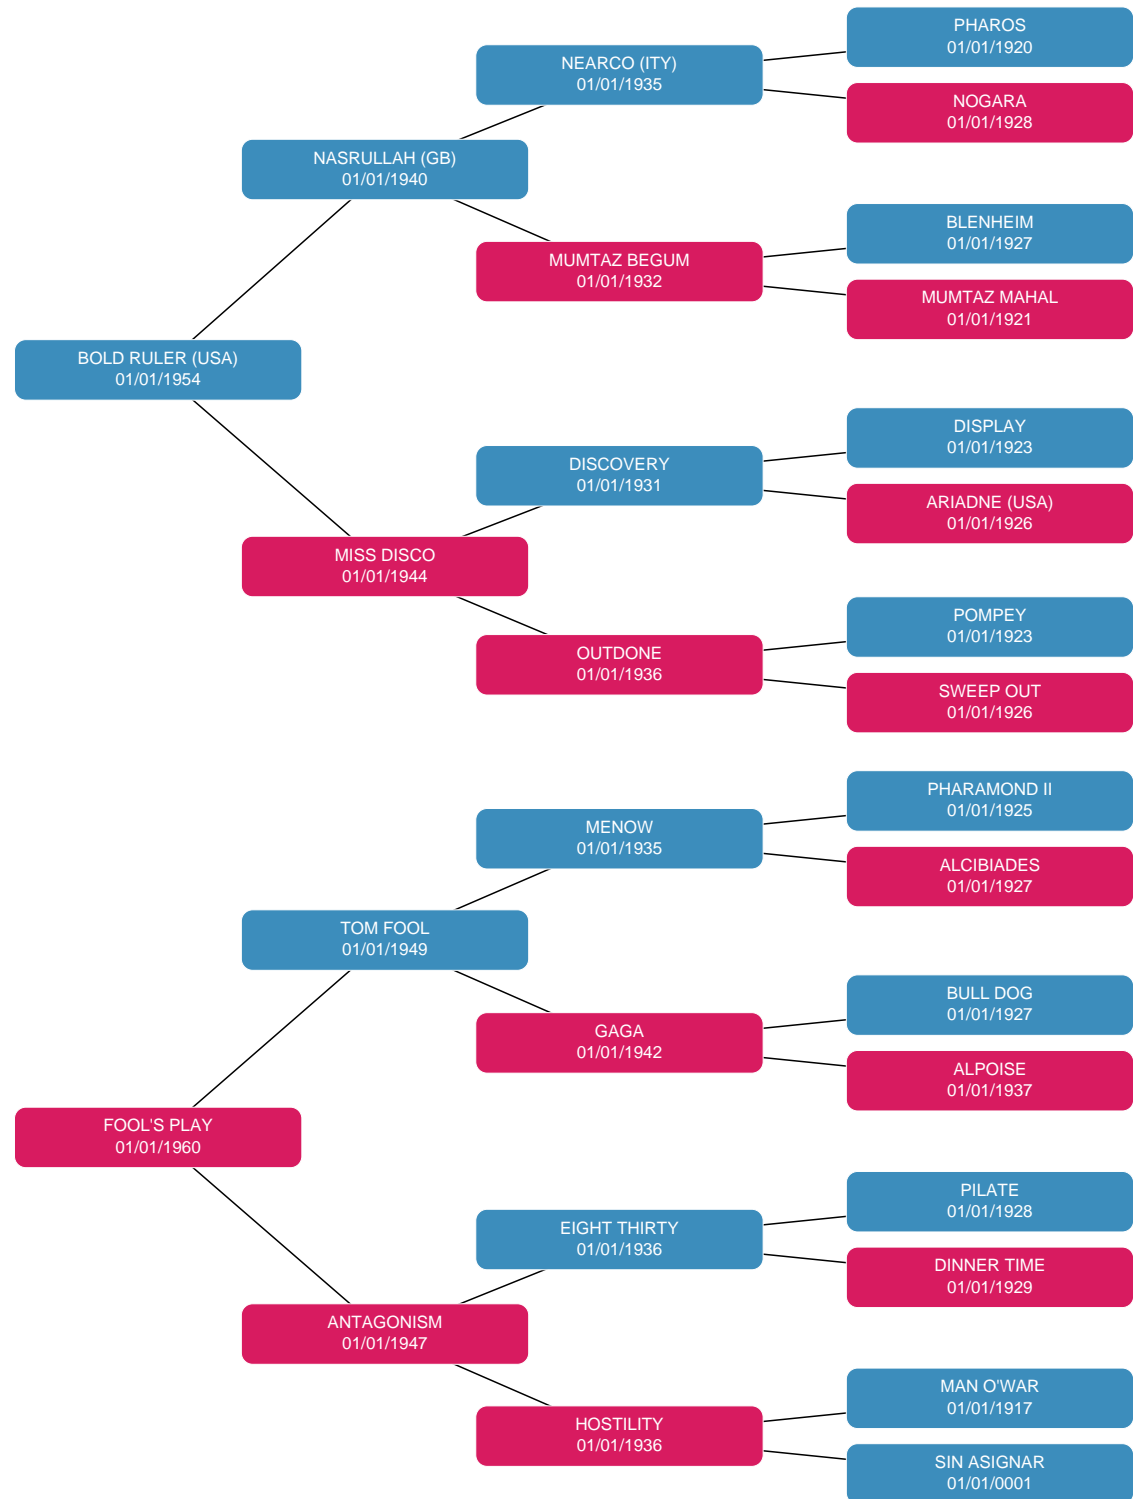 PHAROS
01/01/1920
NEARCO (ITY)
01/01/1935
NOGARA
01/01/1928
NASRULLAH (GB)
01/01/1940
BLENHEIM
01/01/1927
MUMTAZ BEGUM
01/01/1932
MUMTAZ MAHAL
01/01/1921
BOLD RULER (USA)
01/01/1954
DISPLAY
01/01/1923
DISCOVERY
01/01/1931
ARIADNE (USA)
01/01/1926
MISS DISCO
01/01/1944
POMPEY
01/01/1923
OUTDONE
01/01/1936
SWEEP OUT
01/01/1926
PHARAMOND II
01/01/1925
MENOW
01/01/1935
ALCIBIADES
01/01/1927
TOM FOOL
01/01/1949
BULL DOG
01/01/1927
GAGA
01/01/1942
ALPOISE
01/01/1937
FOOL'S PLAY
01/01/1960
PILATE
01/01/1928
EIGHT THIRTY
01/01/1936
DINNER TIME
01/01/1929
ANTAGONISM
01/01/1947
MAN O'WAR
01/01/1917
HOSTILITY
01/01/1936
SIN ASIGNAR
01/01/0001